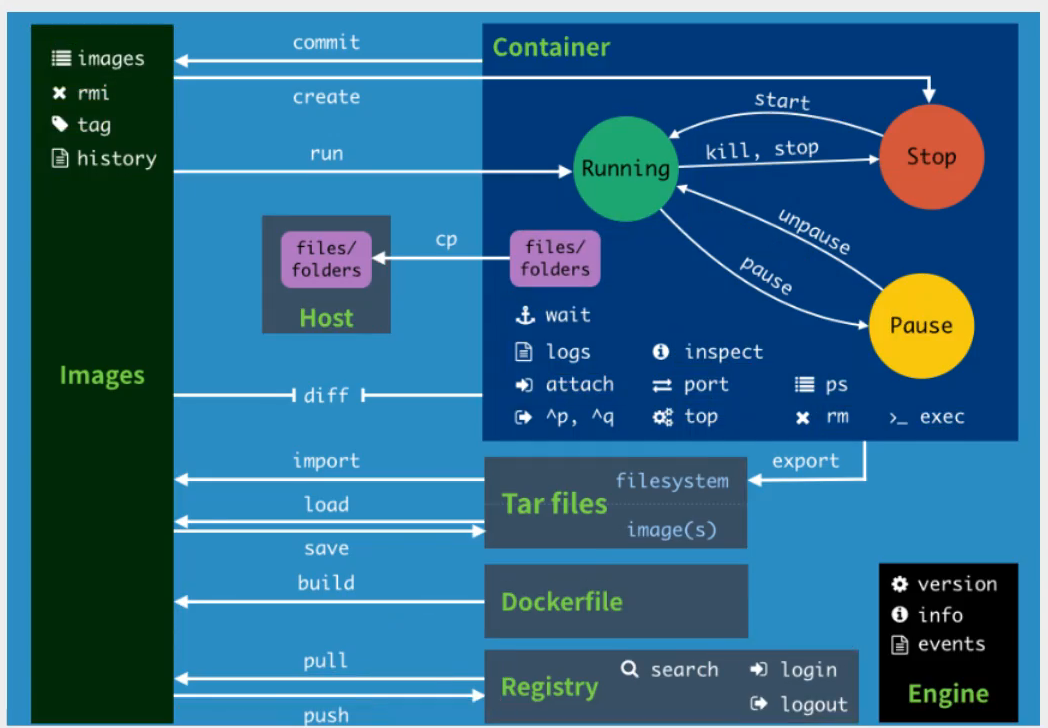 images
rmi
tag
history
Images
commit
create
run
Container
start
Running
kill, stop
Stop
unpause
pause
Pause
files/
folders
Host
cp
files/
folders
wait
logs
inspect
attach
port
ps
^p, ^q
top
rm
>_ exec
diff
import
load
save
export
Tar files
filesystem
image(s)
build
Dockerfile
pull
push
Registry
search
login
logout
version
info
events
Engine